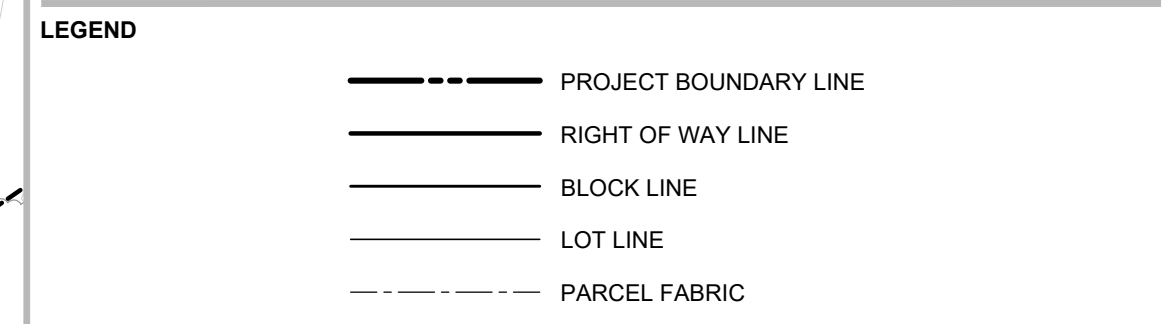 LEGEND
PROJECT BOUNDARY LINE
RIGHT OF WAY LINE
BLOCK LINE
LOT LINE
PARCEL FABRIC